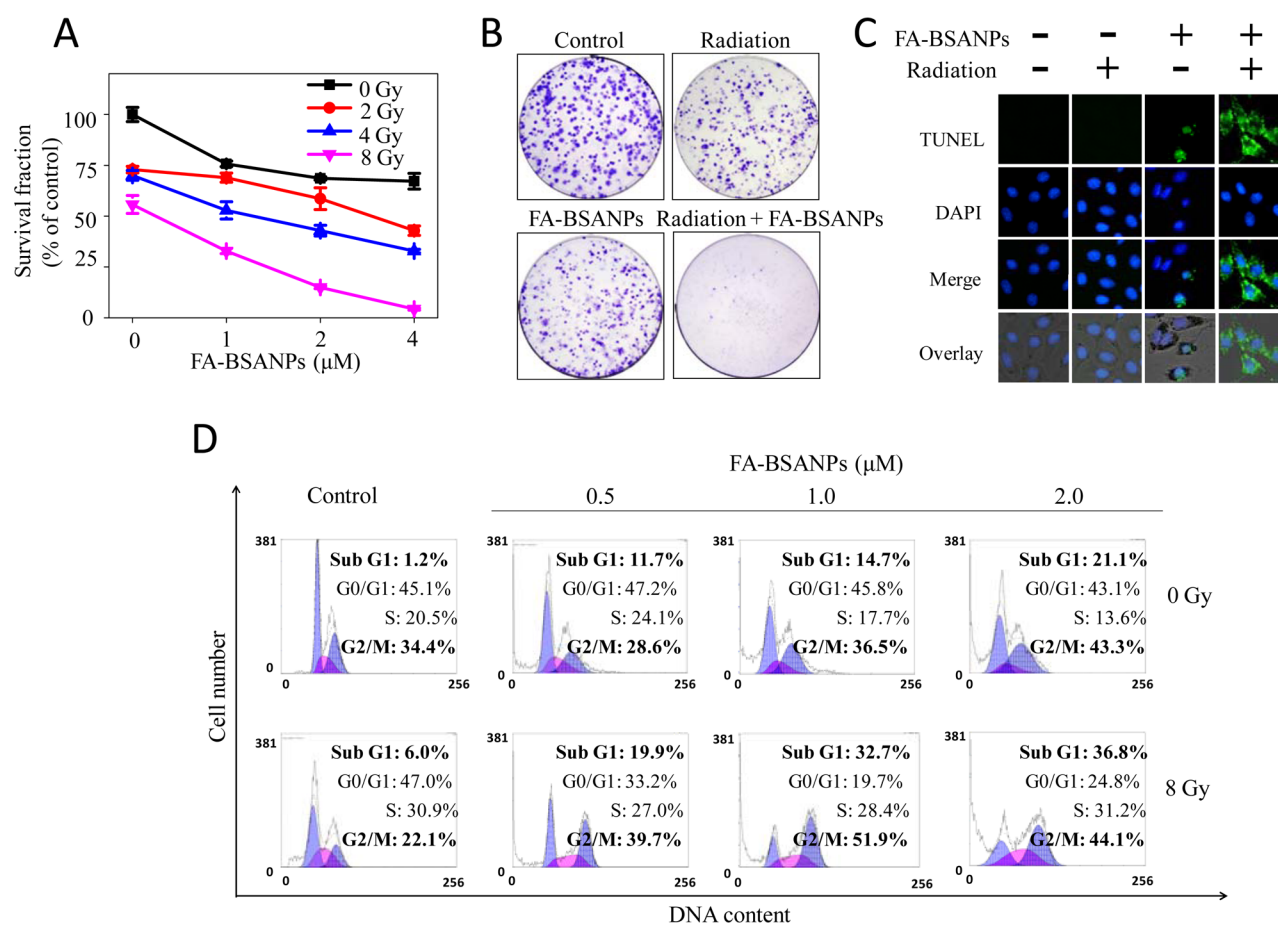 A
Survival fraction
(% of control)
100
75
50
25
0
0 Gy
2 Gy
4 Gy
8 Gy
0 1 2 4
FA-BSANPs (μM)
B
Control Radiation
FA-BSANPs Radiation + FA-BSANPs
C
FA-BSANPs - - + +
Radiation - + - +
TUNEL
DAPI
Merge
Overlay
D
FA-BSANPs (μM)
Control 0.5 1.0 2.0
Cell number
381
Sub G1: 1.2%
G0/G1: 45.1%
S: 20.5%
G2/M: 34.4%
0
0 256
381
Sub G1: 11.7%
G0/G1: 47.2%
S: 24.1%
G2/M: 28.6%
0
0 256
381
Sub G1: 14.7%
G0/G1: 45.8%
S: 17.7%
G2/M: 36.5%
0
0 256
381
Sub G1: 21.1%
G0/G1: 43.1%
S: 13.6%
G2/M: 43.3%
0
0 256
0 Gy
381
Sub G1: 6.0%
G0/G1: 47.0%
S: 30.9%
G2/M: 22.1%
0
0 256
381
Sub G1: 19.9%
G0/G1: 33.2%
S: 27.0%
G2/M: 39.7%
0
0 256
381
Sub G1: 32.7%
G0/G1: 19.7%
S: 28.4%
G2/M: 51.9%
0
0 256
381
Sub G1: 36.8%
G0/G1: 24.8%
S: 31.2%
G2/M: 44.1%
0
0 256
8 Gy
DNA content